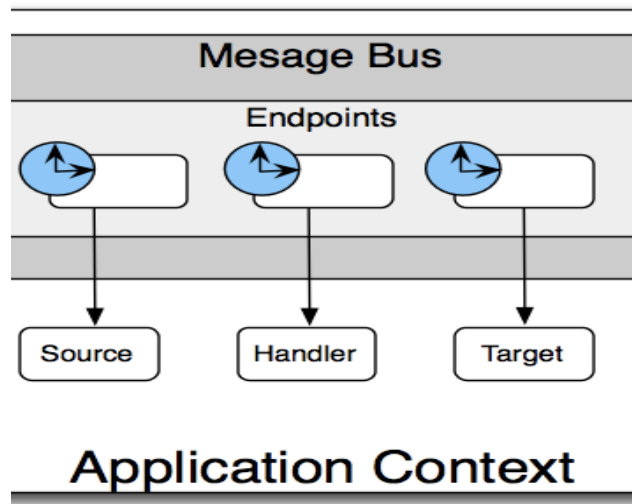 Mesage Bus
Endpoints
Source
Handler
Target
Application Context